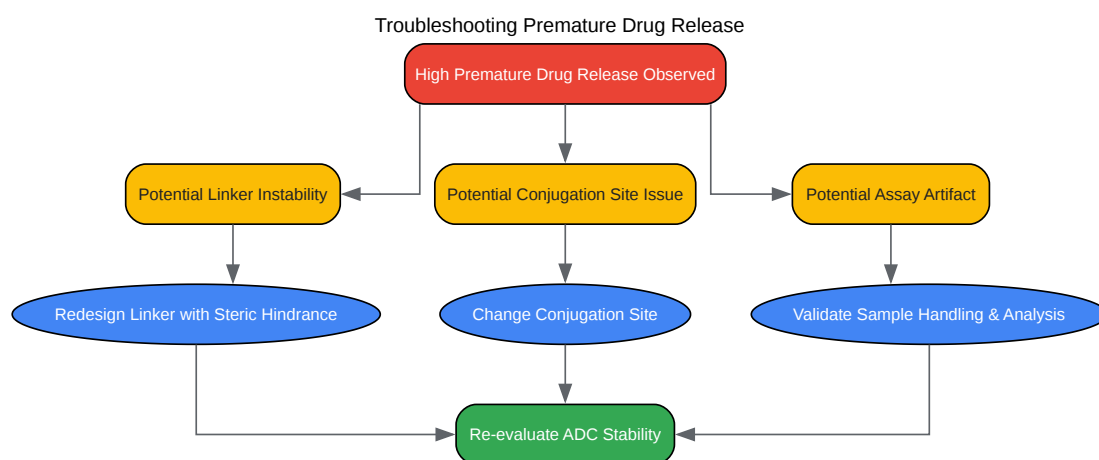 Troubleshooting Premature Drug Release
High Premature Drug Release Observed
Potential Linker Instability
Potential Conjugation Site Issue
Potential Assay Artifact
Redesign Linker with Steric Hindrance
Change Conjugation Site
Validate Sample Handling & Analysis
Re-evaluate ADC Stability